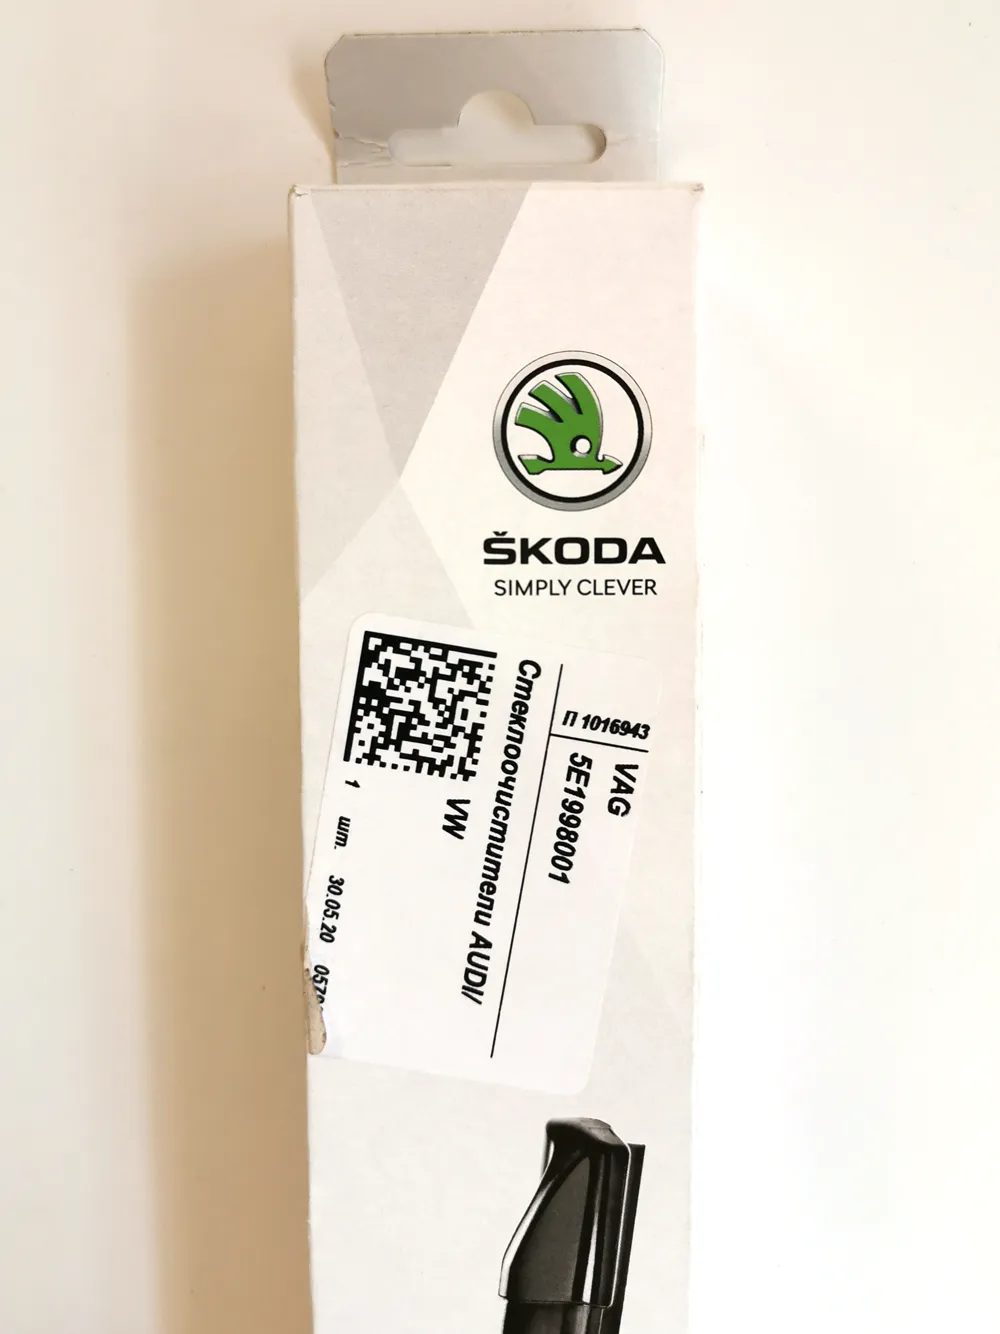 ŠKODA
SIMPLY CLEVER
П 1016943
VAG
5E1998001
Стеклоочистители AUDI/
VW
1 шт. 30.05.20